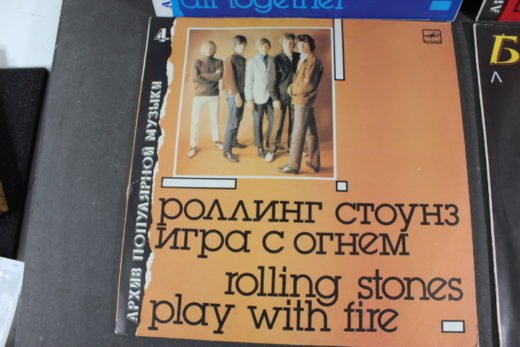 all together
4
АРХИВ ПОПУЛЯРНОЙ МУЗЫКИ
роллинг стоунз
игра с огнем
rolling stones
play with fire
Б
Л